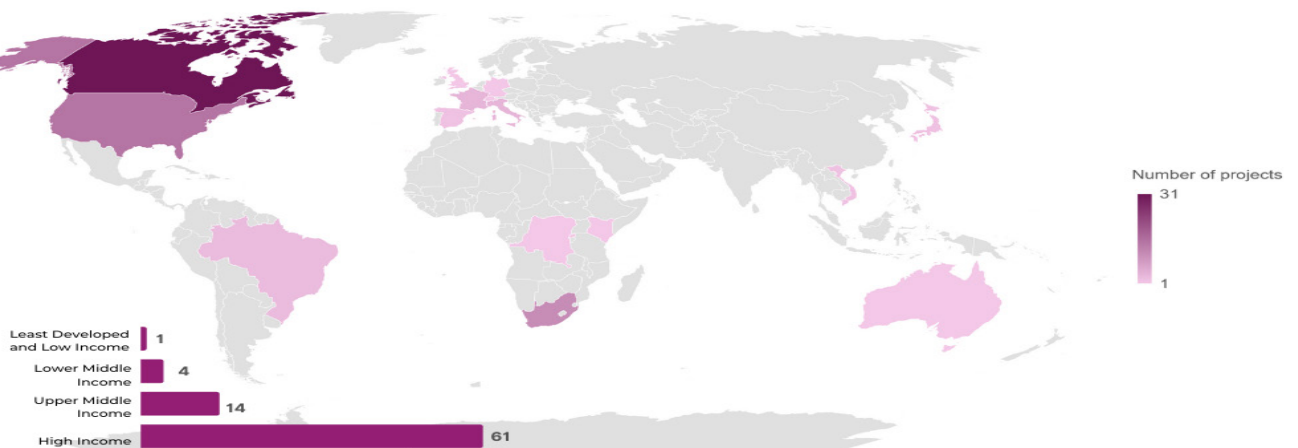 Number of projects
31
1
Least Developed
and Low Income
1
Lower Middle
Income
4
Upper Middle
Income
14
High Income
61